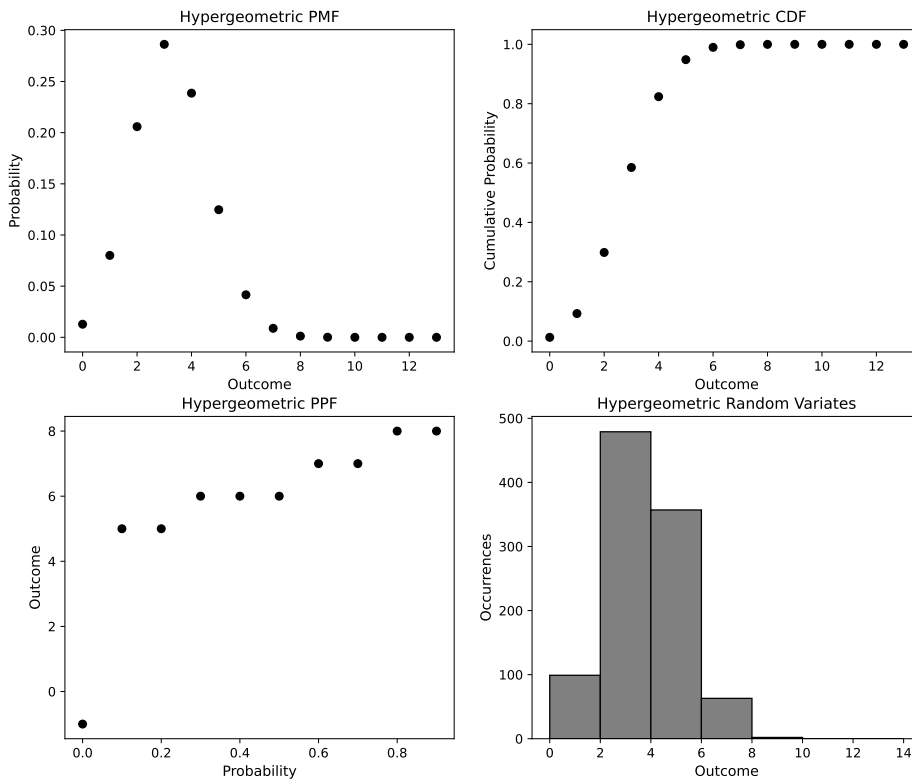 Hypergeometric PMF
0.30
0.25
0.20
0.15
0.10
0.05
0.00
Probability
0 2 4 6 8 10 12
Outcome
Hypergeometric CDF
1.0
0.8
0.6
0.4
0.2
0.0
Cumulative Probability
0 2 4 6 8 10 12
Outcome
Hypergeometric PPF
8
6
4
2
0
Outcome
0.0 0.2 0.4 0.6 0.8
Probability
Hypergeometric Random Variates
500
400
300
200
100
0
Occurrences
0 2 4 6 8 10 12 14
Outcome